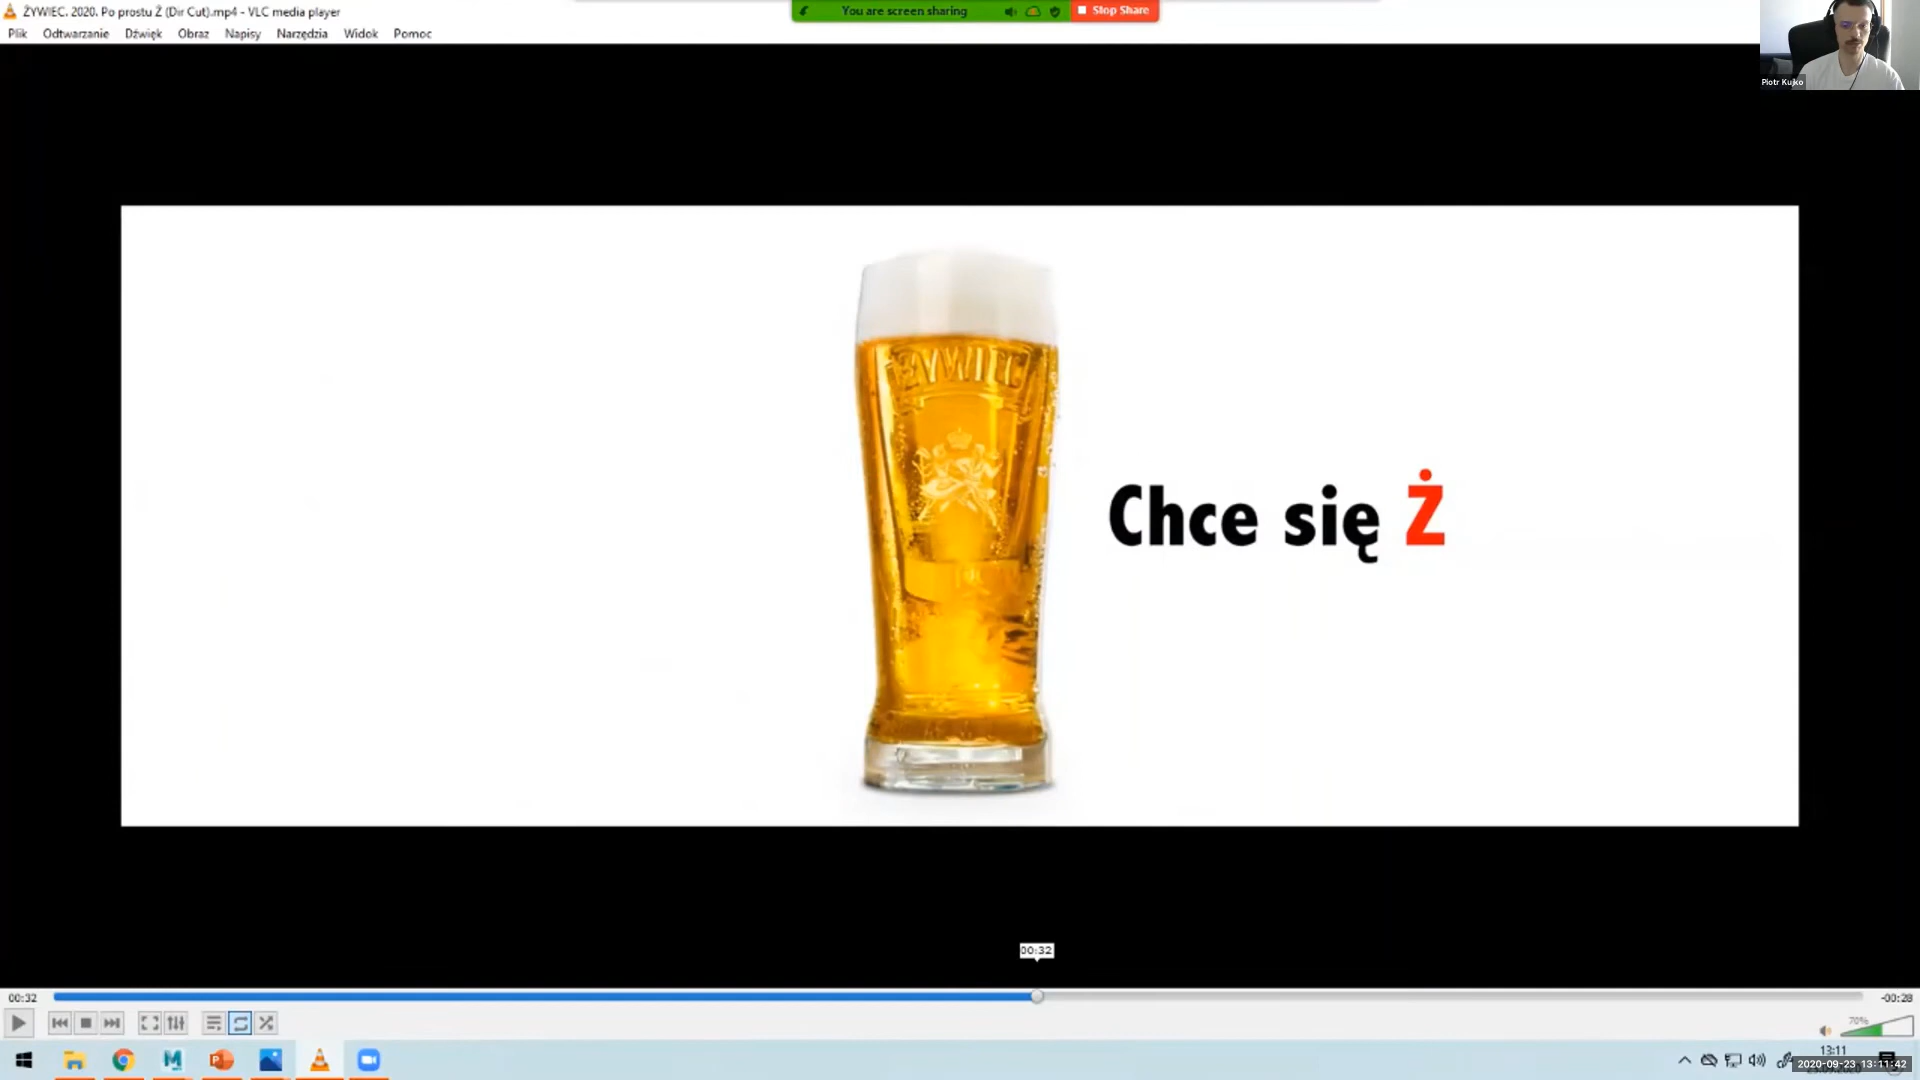 ŻYWIEC. 2020. Po prostu Ż (Dir Cut).mp4 - VLC media player
You are screen sharing
Stop Share
Plik Odtwarzanie Dźwięk Obraz Napisy Narzędzia Widok Pomoc
Piotr Kujko
ŻYWIEC
Chce się Ż
00:32
00:32
-00:28
70%
13:11
2020-09-23 13:11:42